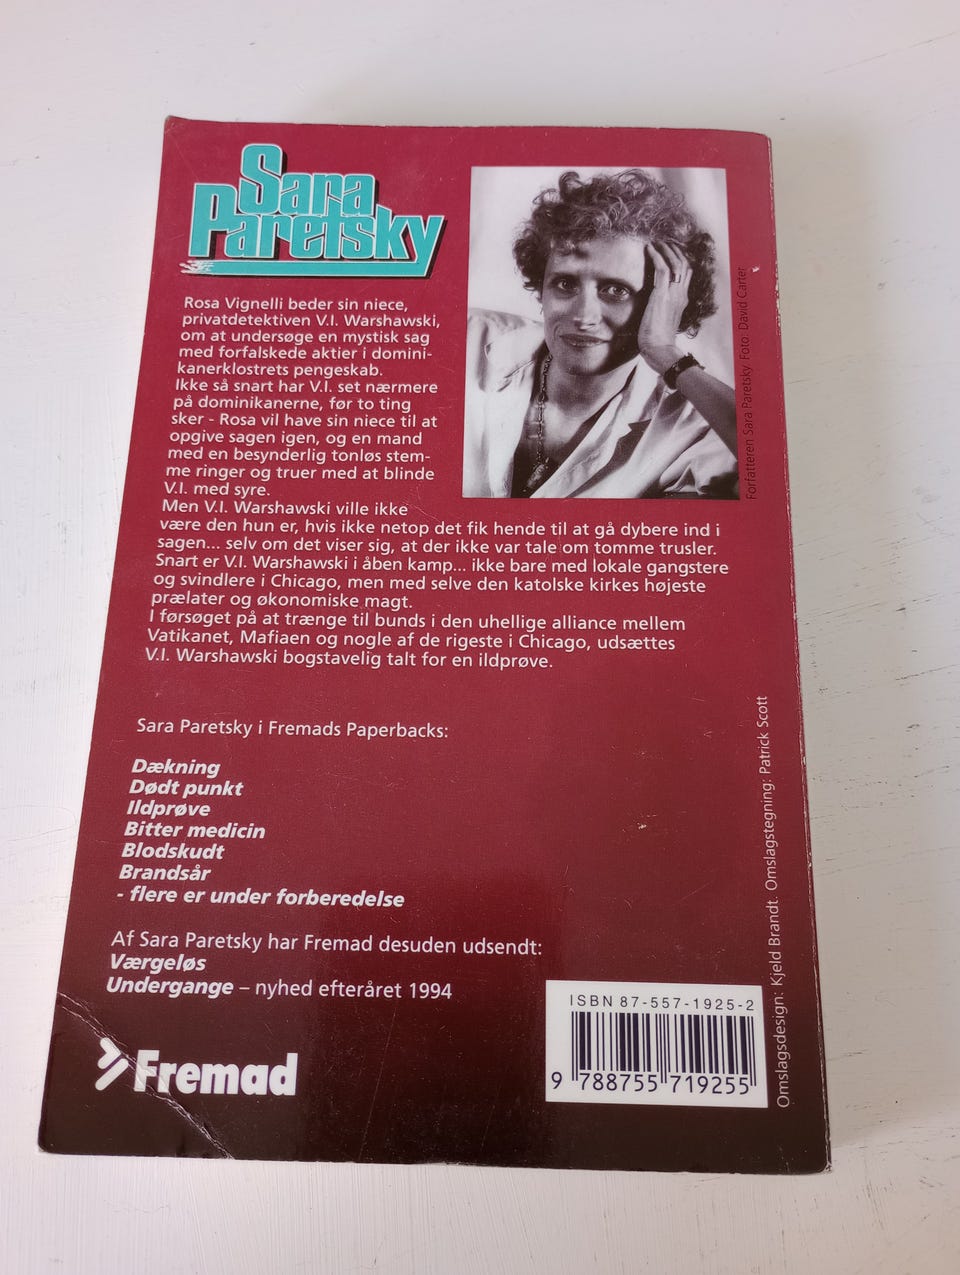 Sara
Paretsky
Rosa Vignelli beder sin niece,
privatdetektiven V.I. Warshawski,
om at undersøge en mystisk sag
med forfalskede aktier i domini-
kanerklostrets pengeskab.
Ikke så snart har V.I. set nærmere
på dominikanerne, før to ting
sker - Rosa vil have sin niece til at
opgive sagen igen, og en mand
med en besynderlig tonløs stem-
me ringer og truer med at blinde
V.I. med syre.
Men V.I. Warshawski ville ikke
være den hun er, hvis ikke netop det fik hende til at gå dybere ind i
sagen... selv om det viser sig, at der ikke var tale om tomme trusler.
Snart er V.I. Warshawski i åben kamp... ikke bare med lokale gangstere
og svindlere i Chicago, men med selve den katolske kirkes højeste
prælater og økonomiske magt.
I førsøget på at trænge til bunds i den uhellige alliance mellem
Vatikanet, Mafiaen og nogle af de rigeste i Chicago, udsættes
V.I. Warshawski bogstavelig talt for en ildprøve.
Forfatteren Sara Paretsky. Foto: David Carter
Sara Paretsky i Fremads Paperbacks:
Dækning
Dødt punkt
Ildprøve
Bitter medicin
Blodskudt
Brandsår
- flere er under forberedelse
Af Sara Paretsky har Fremad desuden udsendt:
Værgeløs
Undergange – nyhed efteråret 1994
Fremad
ISBN 87-557-1925-2
9 788755 719255
Omslagsdesign: Kjeld Brandt. Omslagstegning: Patrick Scott